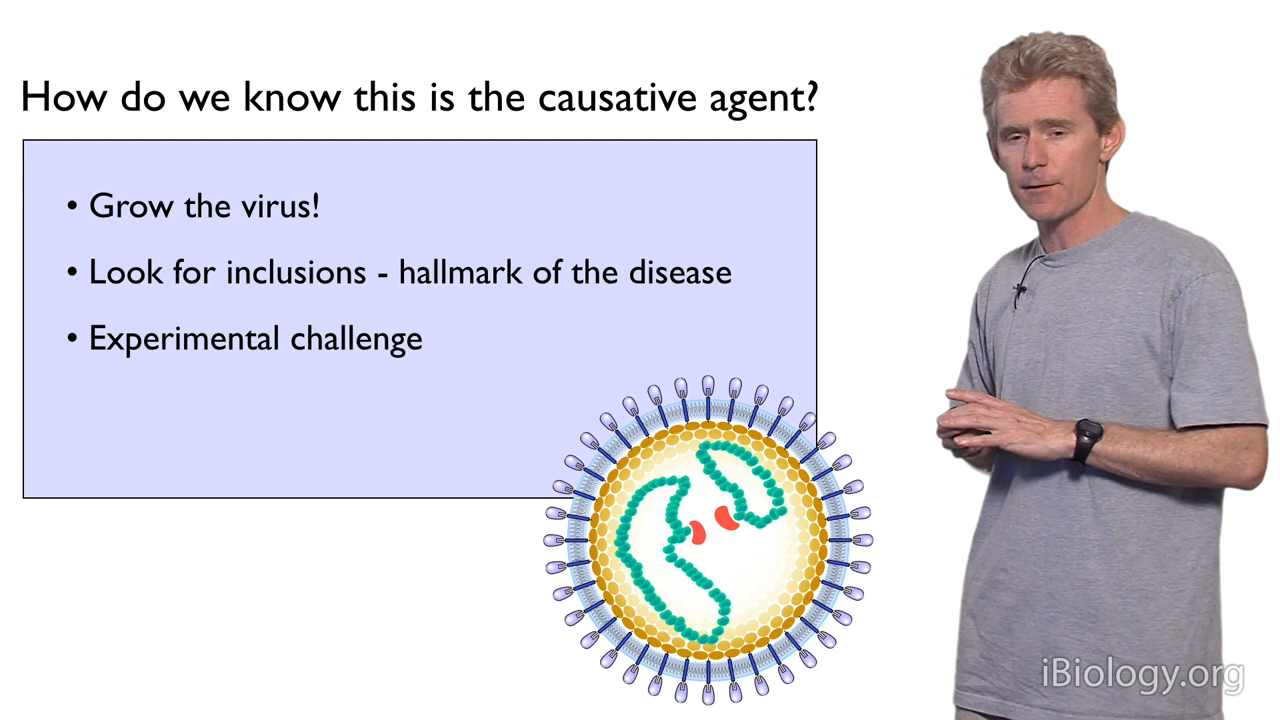 How do we know this is the causative agent?
• Grow the virus!
• Look for inclusions - hallmark of the disease
• Experimental challenge
iBiology.org